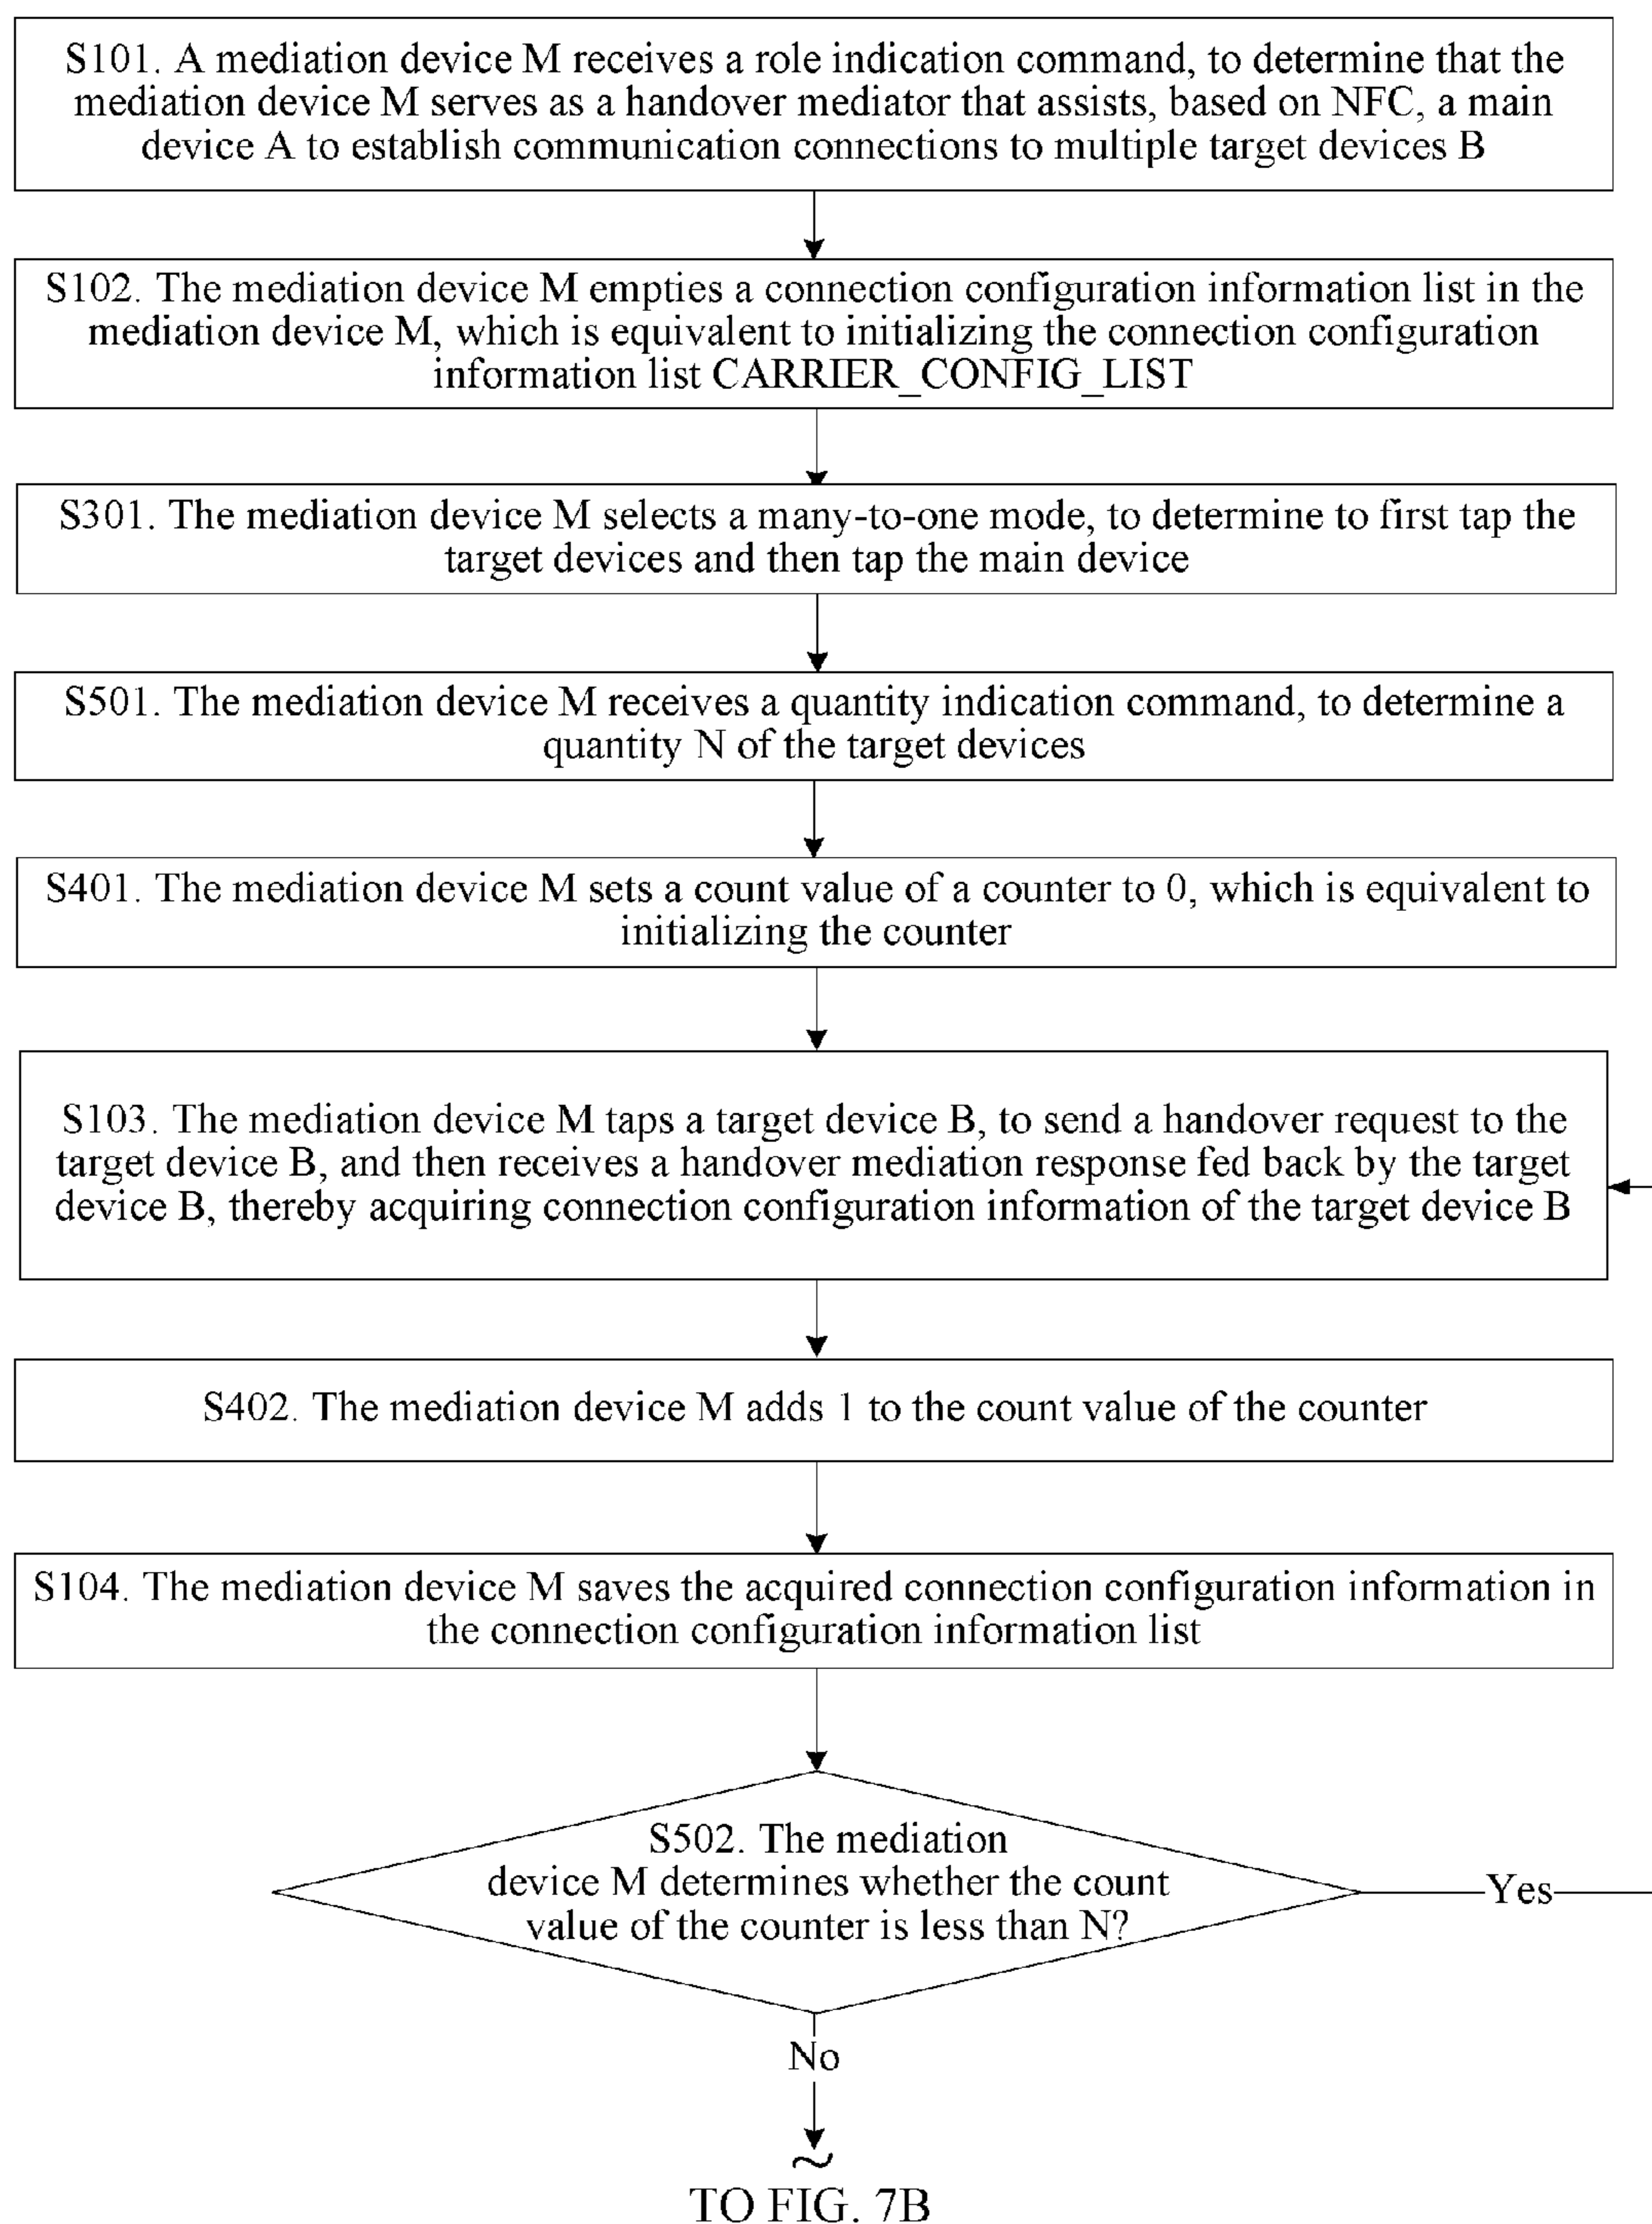 S101. A mediation device M receives a role indication command, to determine that the
mediation device M serves as a handover mediator that assists, based on NFC, a main
device A to establish communication connections to multiple target devices B
S102. The mediation device M empties a connection configuration information list in the
mediation device M, which is equivalent to initializing the connection configuration
information list CARRIER_CONFIG_LIST
S301. The mediation device M selects a many-to-one mode, to determine to first tap the
target devices and then tap the main device
S501. The mediation device M receives a quantity indication command, to determine a
quantity N of the target devices
S401. The mediation device M sets a count value of a counter to 0, which is equivalent to
initializing the counter
S103. The mediation device M taps a target device B, to send a handover request to the
target device B, and then receives a handover mediation response fed back by the target
device B, thereby acquiring connection configuration information of the target device B
S402. The mediation device M adds 1 to the count value of the counter
S104. The mediation device M saves the acquired connection configuration information in
the connection configuration information list
S502. The mediation
device M determines whether the count
value of the counter is less than N?
Yes
No
TO FIG. 7B